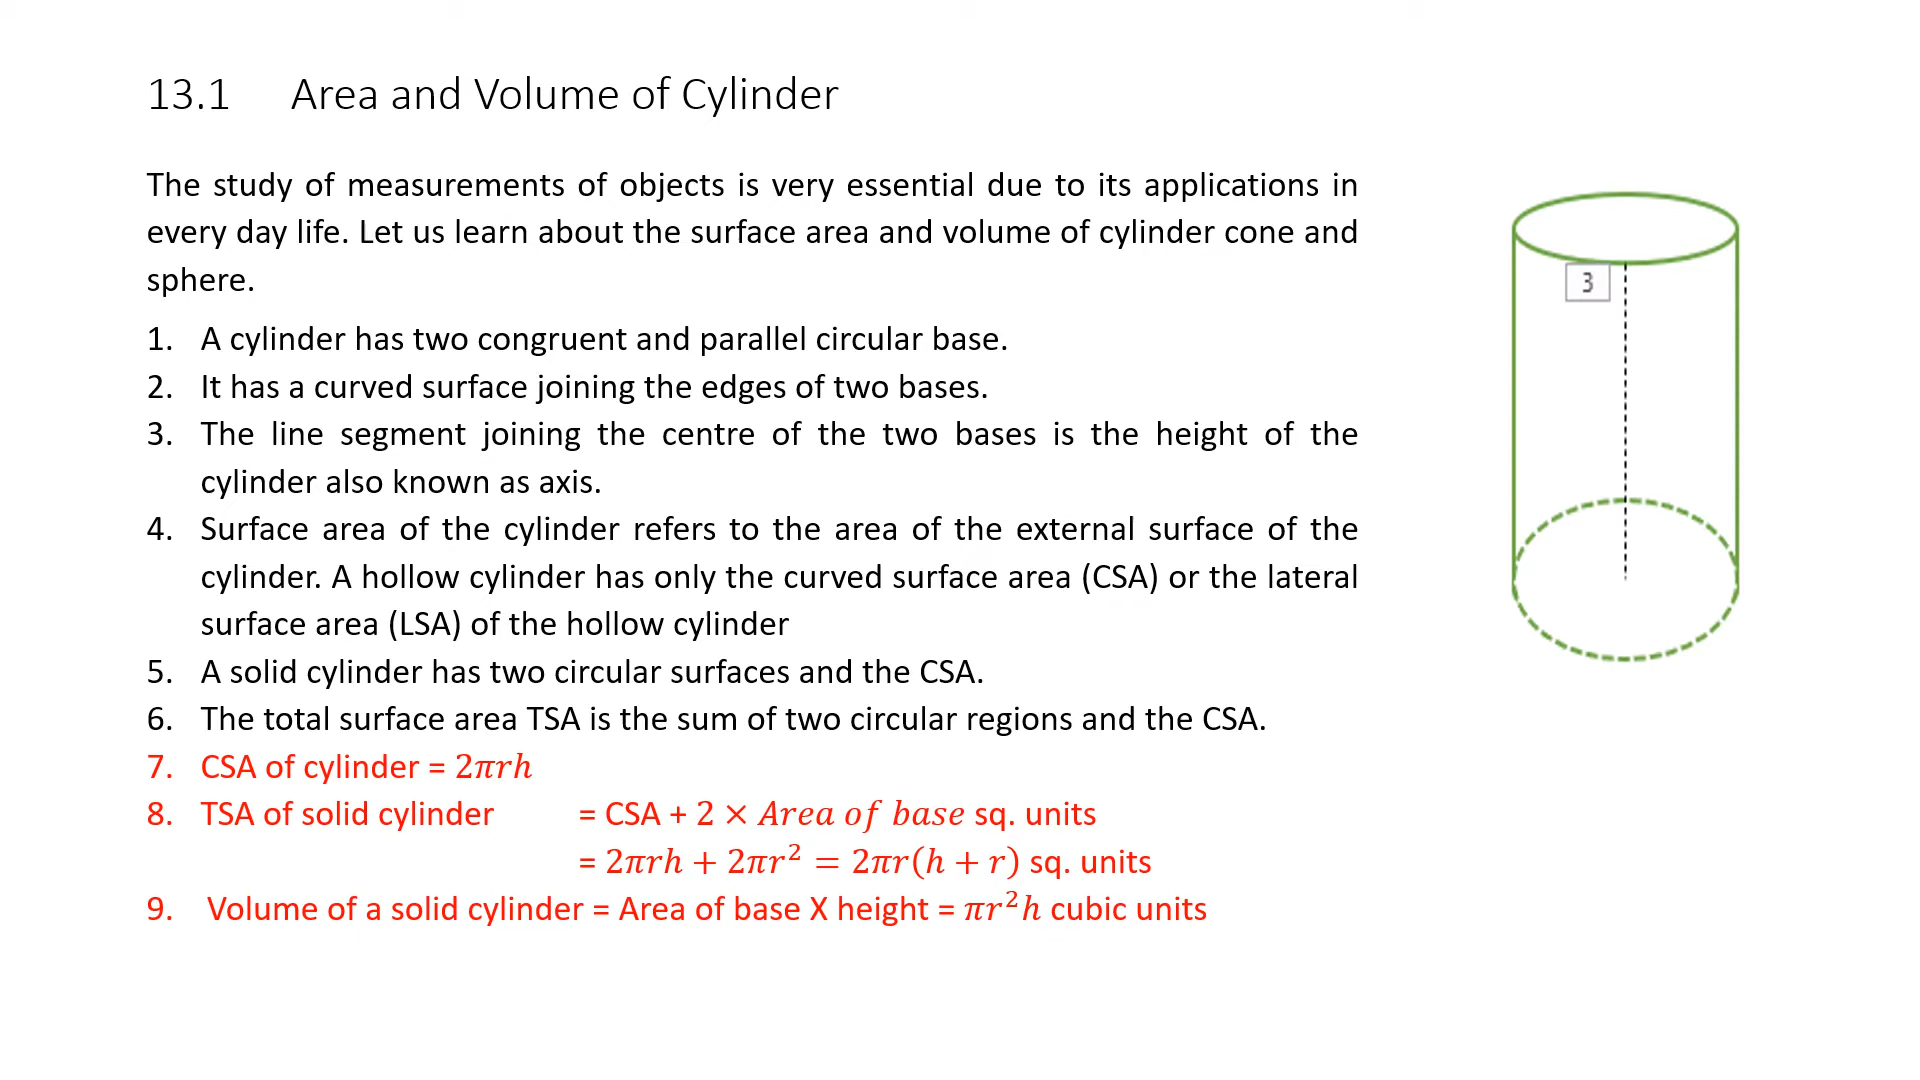 13.1 Area and Volume of Cylinder
The study of measurements of objects is very essential due to its applications in
every day life. Let us learn about the surface area and volume of cylinder cone and
sphere.
1. A cylinder has two congruent and parallel circular base.
2. It has a curved surface joining the edges of two bases.
3. The line segment joining the centre of the two bases is the height of the
cylinder also known as axis.
4. Surface area of the cylinder refers to the area of the external surface of the
cylinder. A hollow cylinder has only the curved surface area (CSA) or the lateral
surface area (LSA) of the hollow cylinder
5. A solid cylinder has two circular surfaces and the CSA.
6. The total surface area TSA is the sum of two circular regions and the CSA.
7. CSA of cylinder = 2𝜋𝑟ℎ
8. TSA of solid cylinder = CSA + 2 × 𝐴𝑟𝑒𝑎 𝑜𝑓 𝑏𝑎𝑠𝑒 sq. units
= 2𝜋𝑟ℎ + 2𝜋𝑟² = 2𝜋𝑟(ℎ + 𝑟) sq. units
9. Volume of a solid cylinder = Area of base X height = 𝜋𝑟²ℎ cubic units
3